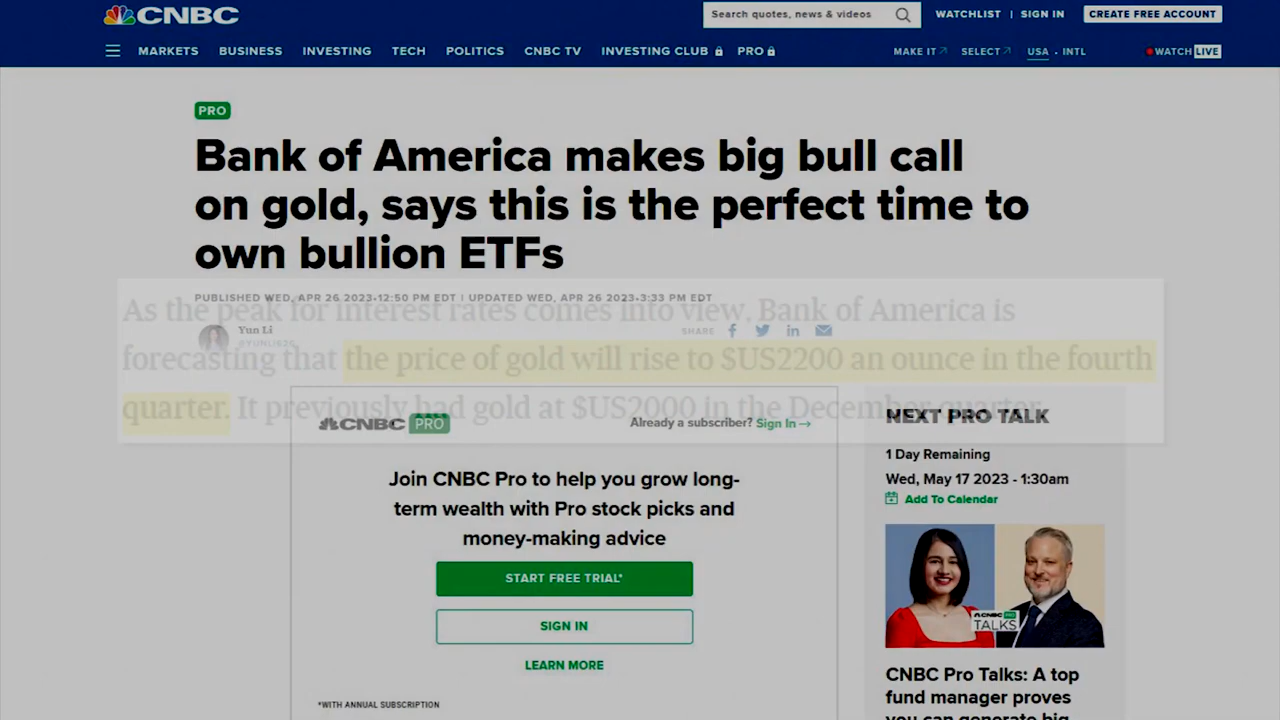 CNBC
Search quotes, news & videos
WATCHLIST | SIGN IN
CREATE FREE ACCOUNT
MARKETS BUSINESS INVESTING TECH POLITICS CNBC TV INVESTING CLUB PRO
MAKE IT SELECT USA · INTL
WATCH LIVE
PRO
Bank of America makes big bull call
on gold, says this is the perfect time to
own bullion ETFs
PUBLISHED WED, APR 26 2023•12:50 PM EDT | UPDATED WED, APR 26 2023•3:33 PM EDT
As the peak for interest rates comes into view, Bank of America is
forecasting that the price of gold will rise to $US2200 an ounce in the fourth
quarter. It previously had gold at $US2000 in the December quarter.
Yun Li
SHARE
CNBC PRO
Already a subscriber? Sign In →
Join CNBC Pro to help you grow long-
term wealth with Pro stock picks and
money-making advice
START FREE TRIAL*
SIGN IN
LEARN MORE
*WITH ANNUAL SUBSCRIPTION
NEXT PRO TALK
1 Day Remaining
Wed, May 17 2023 - 1:30am
Add To Calendar
CNBC PRO
TALKS
CNBC Pro Talks: A top
fund manager proves
you can generate big